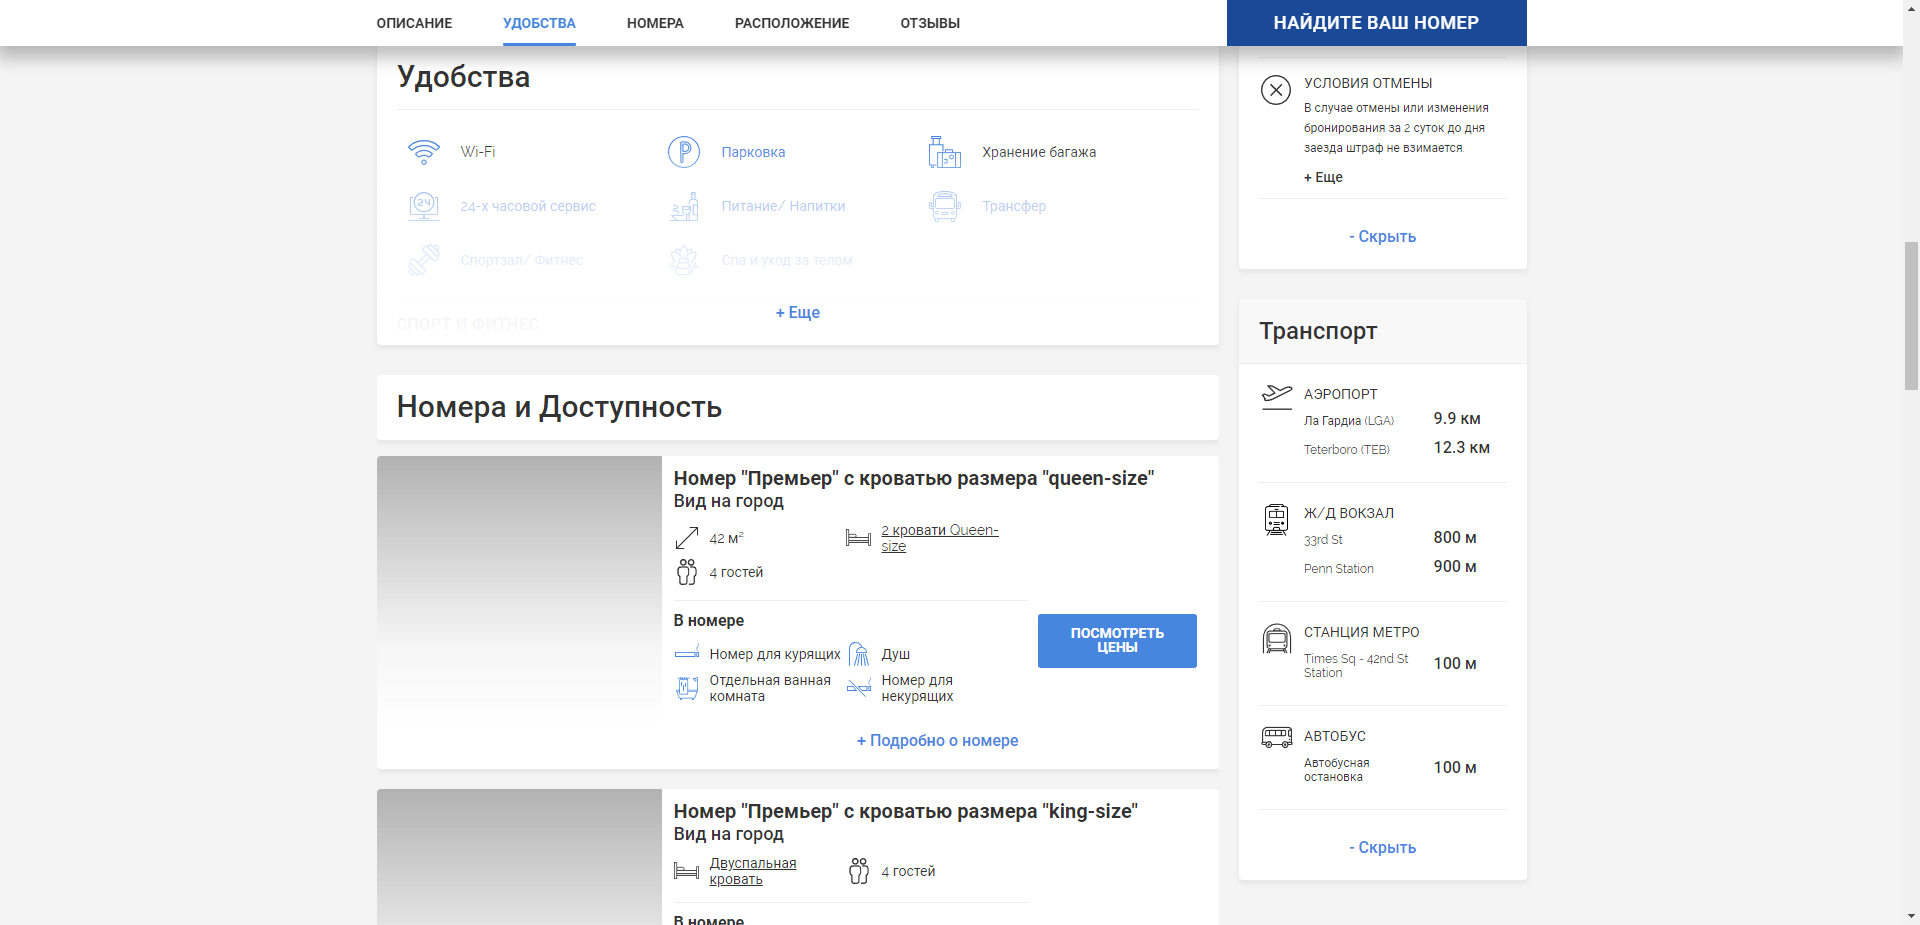 ОПИСАНИЕ УДОБСТВА НОМЕРА РАСПОЛОЖЕНИЕ ОТЗЫВЫ НАЙДИТЕ ВАШ НОМЕР
Удобства
Wi-Fi Парковка Хранение багажа
24-х часовой сервис Питание/ Напитки Трансфер
Спортзал/ Фитнес Спа и уход за телом
+ Еще
СПОРТ И ФИТНЕС
Номера и Доступность
Номер "Премьер" с кроватью размера "queen-size"
Вид на город
42 м²
2 кровати Queen-
size
4 гостей
В номере
Номер для курящих Душ
Отдельная ванная
комната
Номер для
некурящих
ПОСМОТРЕТЬ
ЦЕНЫ
+ Подробно о номере
Номер "Премьер" с кроватью размера "king-size"
Вид на город
Двуспальная
кровать
4 гостей
В номере
УСЛОВИЯ ОТМЕНЫ
В случае отмены или изменения
бронирования за 2 суток до дня
заезда штраф не взимается.
+ Еще
- Скрыть
Транспорт
АЭРОПОРТ
Ла Гардиа (LGA) 9.9 км
Teterboro (TEB) 12.3 км
Ж/Д ВОКЗАЛ
33rd St 800 м
Penn Station 900 м
СТАНЦИЯ МЕТРО
Times Sq - 42nd St
Station
100 м
АВТОБУС
Автобусная
остановка
100 м
- Скрыть